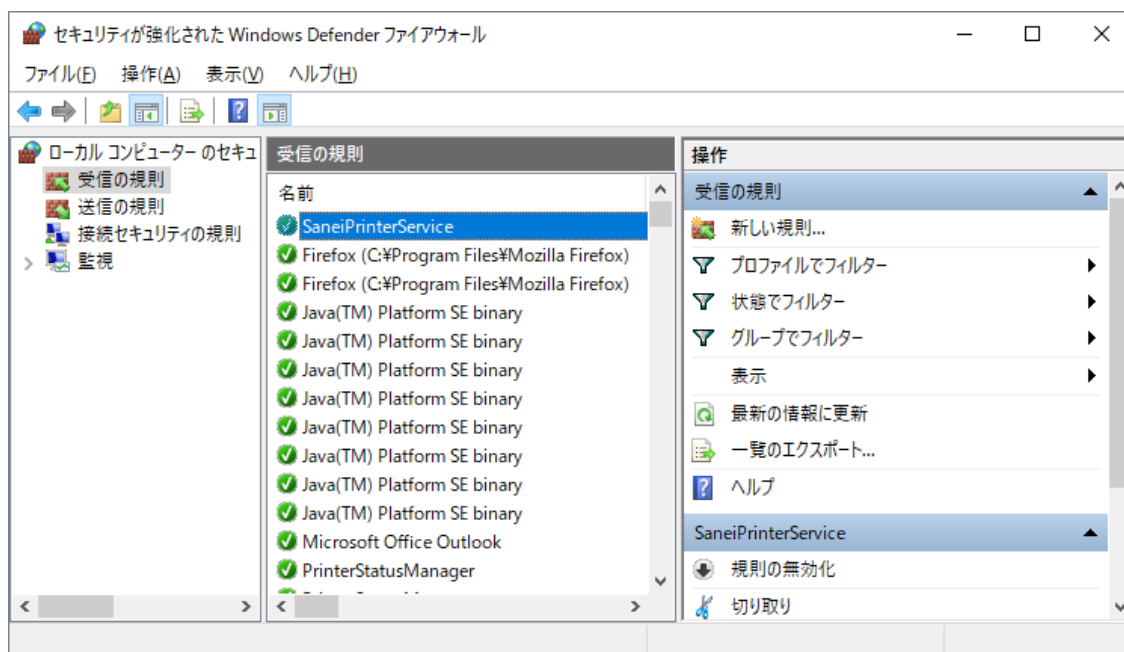 セキュリティが強化された Windows Defender ファイアウォール
ファイル(F) 操作(A) 表示(V) ヘルプ(H)
ローカル コンピューター のセキュ
受信の規則
送信の規則
接続セキュリティの規則
監視
受信の規則
名前
SaneiPrinterService
Firefox (C:¥Program Files¥Mozilla Firefox)
Firefox (C:¥Program Files¥Mozilla Firefox)
Java(TM) Platform SE binary
Java(TM) Platform SE binary
Java(TM) Platform SE binary
Java(TM) Platform SE binary
Java(TM) Platform SE binary
Java(TM) Platform SE binary
Java(TM) Platform SE binary
Java(TM) Platform SE binary
Microsoft Office Outlook
PrinterStatusManager
操作
受信の規則
新しい規則...
プロファイルでフィルター
状態でフィルター
グループでフィルター
表示
最新の情報に更新
一覧のエクスポート...
ヘルプ
SaneiPrinterService
規則の無効化
切り取り